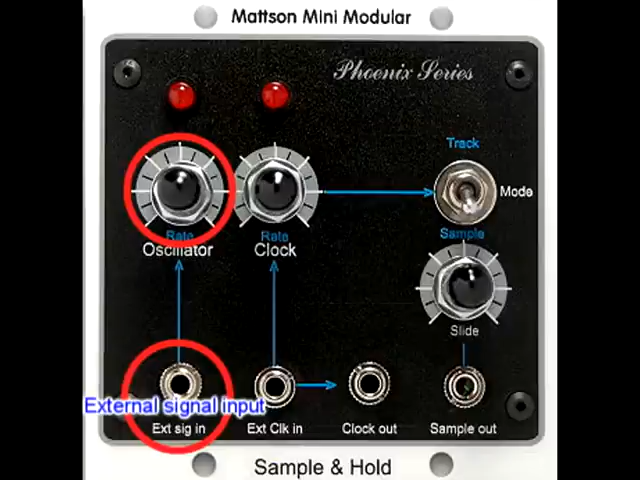 Mattson Mini Modular
Phoenix Series
Track
Mode
Rate
Rate
Sample
Oscillator
Clock
Slide
External signal input
Ext sig in
Ext Clk in
Clock out
Sample out
Sample & Hold